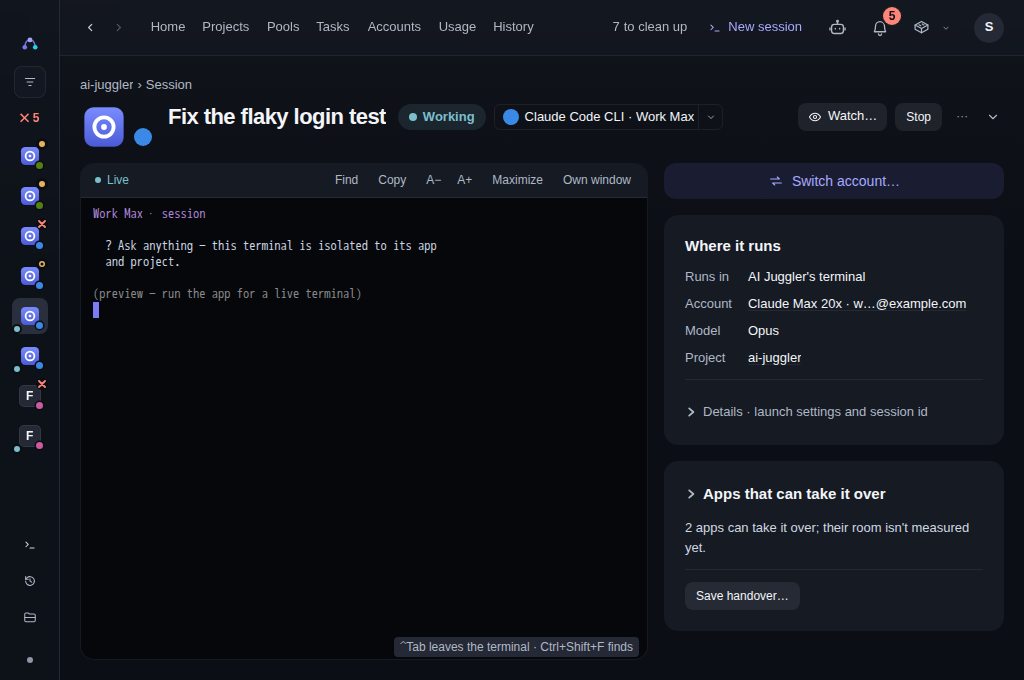 Home Projects Pools Tasks Accounts Usage History 7 to clean up New session 5 S
5
F
F
ai-juggler › Session
Fix the flaky login test Working Claude Code CLI · Work Max Watch… Stop ···
Live Find Copy A− A+ Maximize Own window
Work Max · session
? Ask anything — this terminal is isolated to its app
and project.
(preview — run the app for a live terminal)
^Tab leaves the terminal · Ctrl+Shift+F finds
Switch account…
Where it runs
Runs in AI Juggler's terminal
Account Claude Max 20x · w…@example.com
Model Opus
Project ai-juggler
Details · launch settings and session id
Apps that can take it over
2 apps can take it over; their room isn't measured
yet.
Save handover…